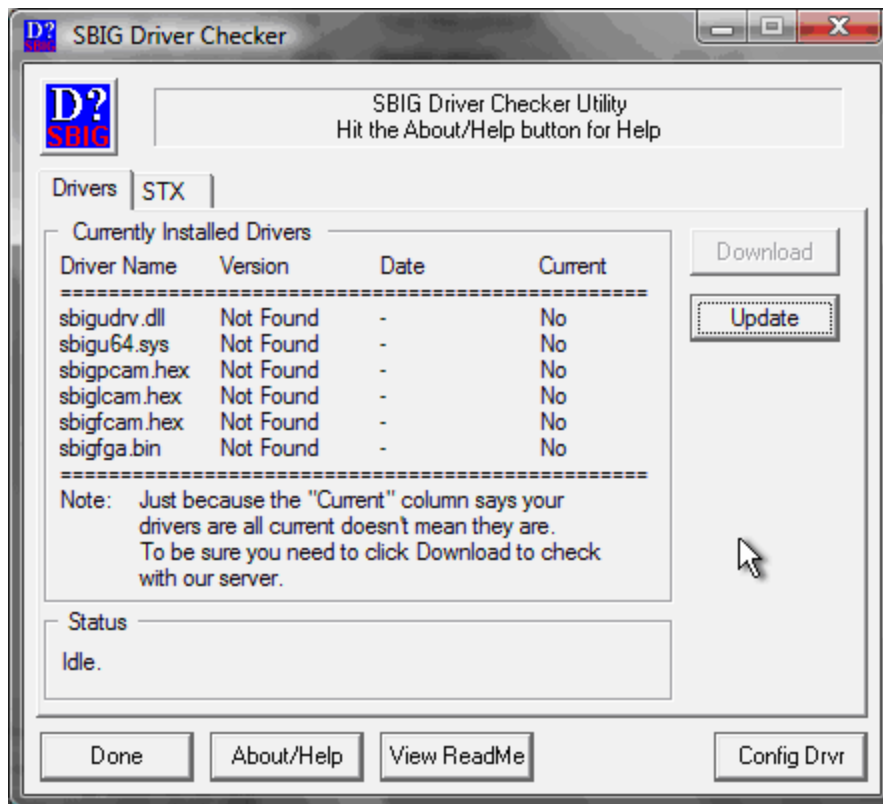 D?
SBIG
SBIG Driver Checker
D?
SBIG
SBIG Driver Checker Utility
Hit the About/Help button for Help
Drivers
STX
Currently Installed Drivers
Driver Name Version Date Current
==================================================
sbigudrv.dll Not Found - No
sbigu64.sys Not Found - No
sbigpcam.hex Not Found - No
sbiglcam.hex Not Found - No
sbigfcam.hex Not Found - No
sbigfga.bin Not Found - No
==================================================
Note: Just because the "Current" column says your
drivers are all current doesn't mean they are.
To be sure you need to click Download to check
with our server.
Download
Update
Status
Idle.
Done
About/Help
View ReadMe
Config Drvr